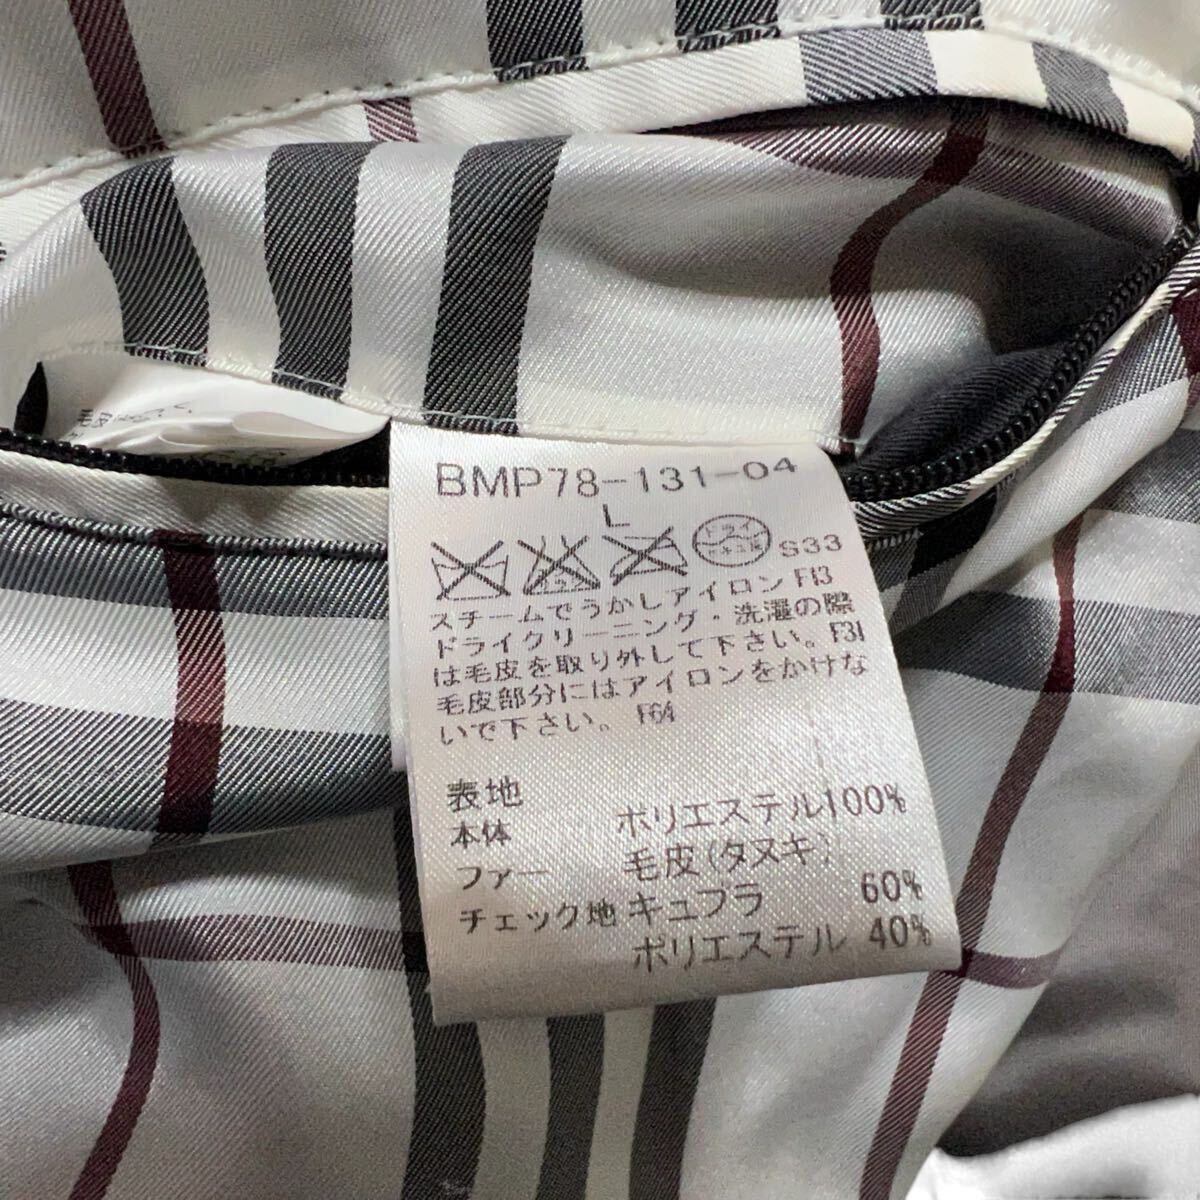 BMP78-131-04
L
ドライ
S33
スチームでうかしアイロン F13
ドライクリーニング・洗濯の際
は毛皮を取り外して下さい。F31
毛皮部分にはアイロンをかけな
いで下さい。 F64
表地
本体 ポリエステル100%
ファー 毛皮(タヌキ)
チェック地 キュプラ 60%
ポリエステル 40%
毛皮